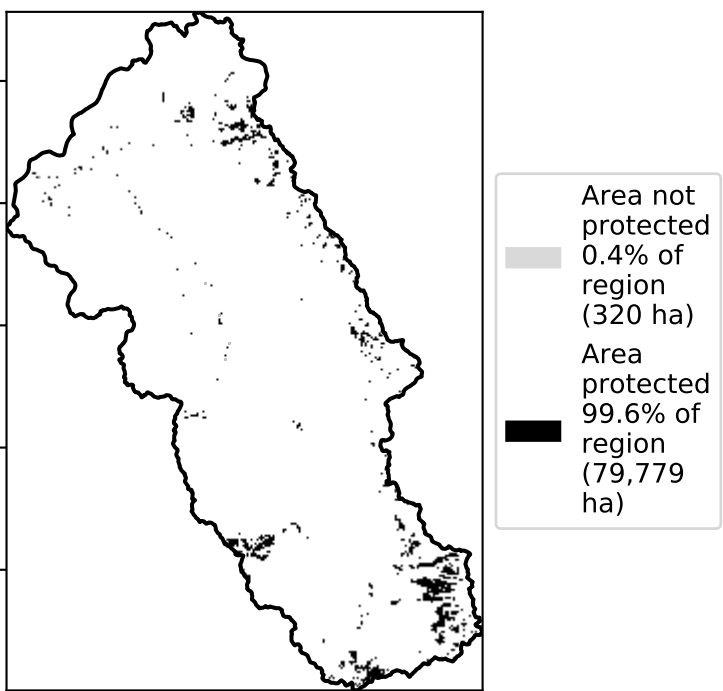 Area not
protected
0.4% of
region
(320 ha)
Area
protected
99.6% of
region
(79,779
ha)